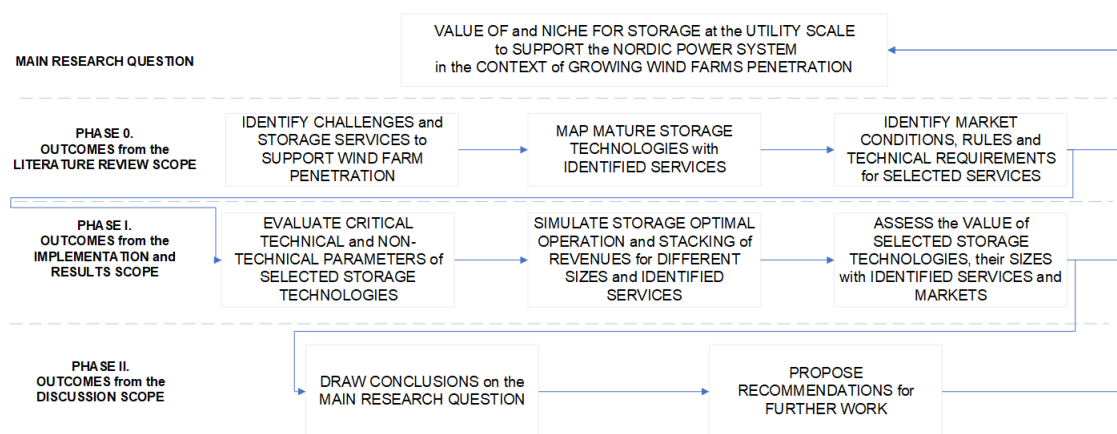 MAIN RESEARCH QUESTION
VALUE OF and NICHE FOR STORAGE at the UTILITY SCALE
to SUPPORT the NORDIC POWER SYSTEM
in the CONTEXT of GROWING WIND FARMS PENETRATION
PHASE 0.
OUTCOMES from the
LITERATURE REVIEW SCOPE
IDENTIFY CHALLENGES and
STORAGE SERVICES to
SUPPORT WIND FARM
PENETRATION
MAP MATURE STORAGE
TECHNOLOGIES with
IDENTIFIED SERVICES
IDENTIFY MARKET
CONDITIONS, RULES and
TECHNICAL REQUIREMENTS
for SELECTED SERVICES
PHASE I.
OUTCOMES from the
IMPLEMENTATION and
RESULTS SCOPE
EVALUATE CRITICAL
TECHNICAL and NON-
TECHNICAL PARAMETERS of
SELECTED STORAGE
TECHNOLOGIES
SIMULATE STORAGE OPTIMAL
OPERATION and STACKING of
REVENUES for DIFFERENT
SIZES and IDENTIFIED
SERVICES
ASSESS the VALUE of
SELECTED STORAGE
TECHNOLOGIES, their SIZES
with IDENTIFIED SERVICES and
MARKETS
PHASE II.
OUTCOMES from the
DISCUSSION SCOPE
DRAW CONCLUSIONS on the
MAIN RESEARCH QUESTION
PROPOSE
RECOMMENDATIONS for
FURTHER WORK